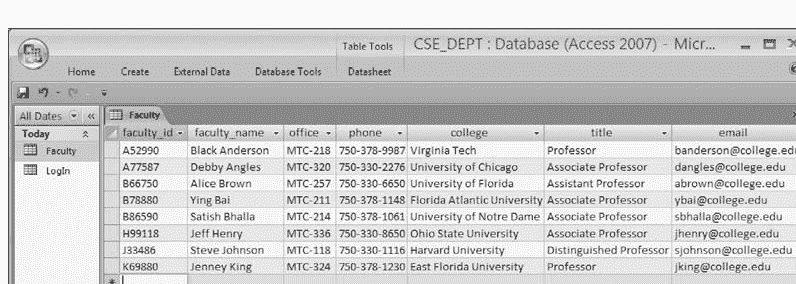 Table Tools CSE_DEPT : Database (Access 2007) - Micr...
Home Create External Data Database Tools Datasheet
All Dates « Faculty
Today faculty_id faculty_name office phone college title email
Faculty A52990 Black Anderson MTC-218 750-378-9987 Virginia Tech Professor banderson@college.edu
LogIn A77587 Debby Angles MTC-320 750-330-2276 University of Chicago Associate Professor dangles@college.edu
B66750 Alice Brown MTC-257 750-330-6650 University of Florida Assistant Professor abrown@college.edu
B78880 Ying Bai MTC-211 750-378-1148 Florida Atlantic University Associate Professor ybai@college.edu
B86590 Satish Bhalla MTC-214 750-378-1061 University of Notre Dame Associate Professor sbhalla@college.edu
H99118 Jeff Henry MTC-336 750-330-8650 Ohio State University Associate Professor jhenry@college.edu
J33486 Steve Johnson MTC-118 750-330-1116 Harvard University Distinguished Professor sjohnson@college.edu
K69880 Jenney King MTC-324 750-378-1230 East Florida University Professor jking@college.edu